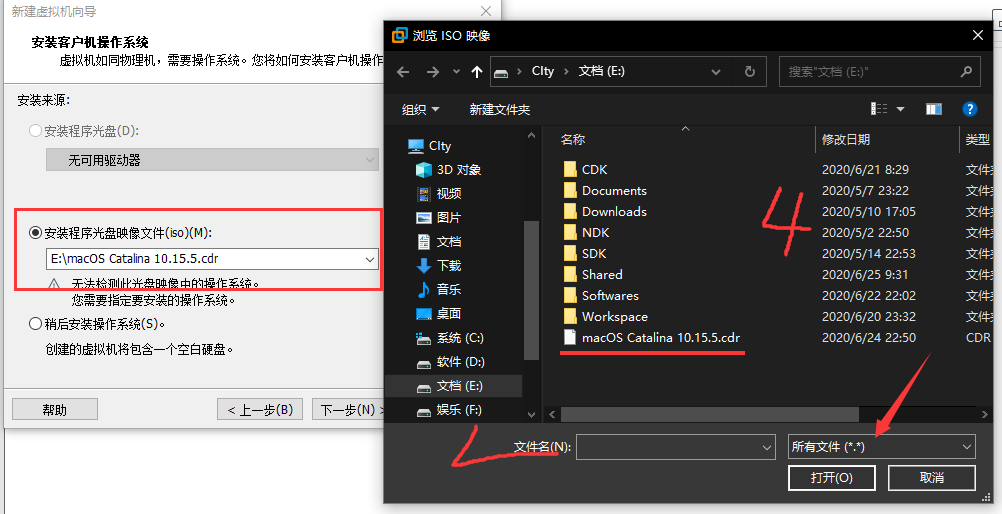 新建虚拟机向导
安装客户机操作系统
虚拟机如同物理机，需要操作系统。您将如何安装客户机操作
安装来源:
安装程序光盘(D):
无可用驱动器
安装程序光盘映像文件(iso)(M):
E:\macOS Catalina 10.15.5.cdr
无法检测此光盘映像中的操作系统。
您需要指定要安装的操作系统。
稍后安装操作系统(S)。
创建的虚拟机将包含一个空白硬盘。
帮助
< 上一步(B)
下一步(N) >
浏览 ISO 映像
CIty › 文档 (E:)
搜索"文档 (E:)"
组织
新建文件夹
CIty
3D 对象
视频
图片
文档
下载
音乐
桌面
系统 (C:)
软件 (D:)
文档 (E:)
娱乐 (F:)
名称 修改日期 类型
CDK 2020/6/21 8:29 文件
Documents 2020/5/7 23:22 文件
Downloads 2020/5/10 17:05 文件
NDK 2020/5/2 22:50 文件
SDK 2020/5/14 22:53 文件
Shared 2020/6/25 9:31 文件
Softwares 2020/6/22 22:02 文件
Workspace 2020/6/20 23:32 文件
macOS Catalina 10.15.5.cdr 2020/6/24 22:50 CDR
4
文件名(N):
所有文件 (*.*)
打开(O)
取消